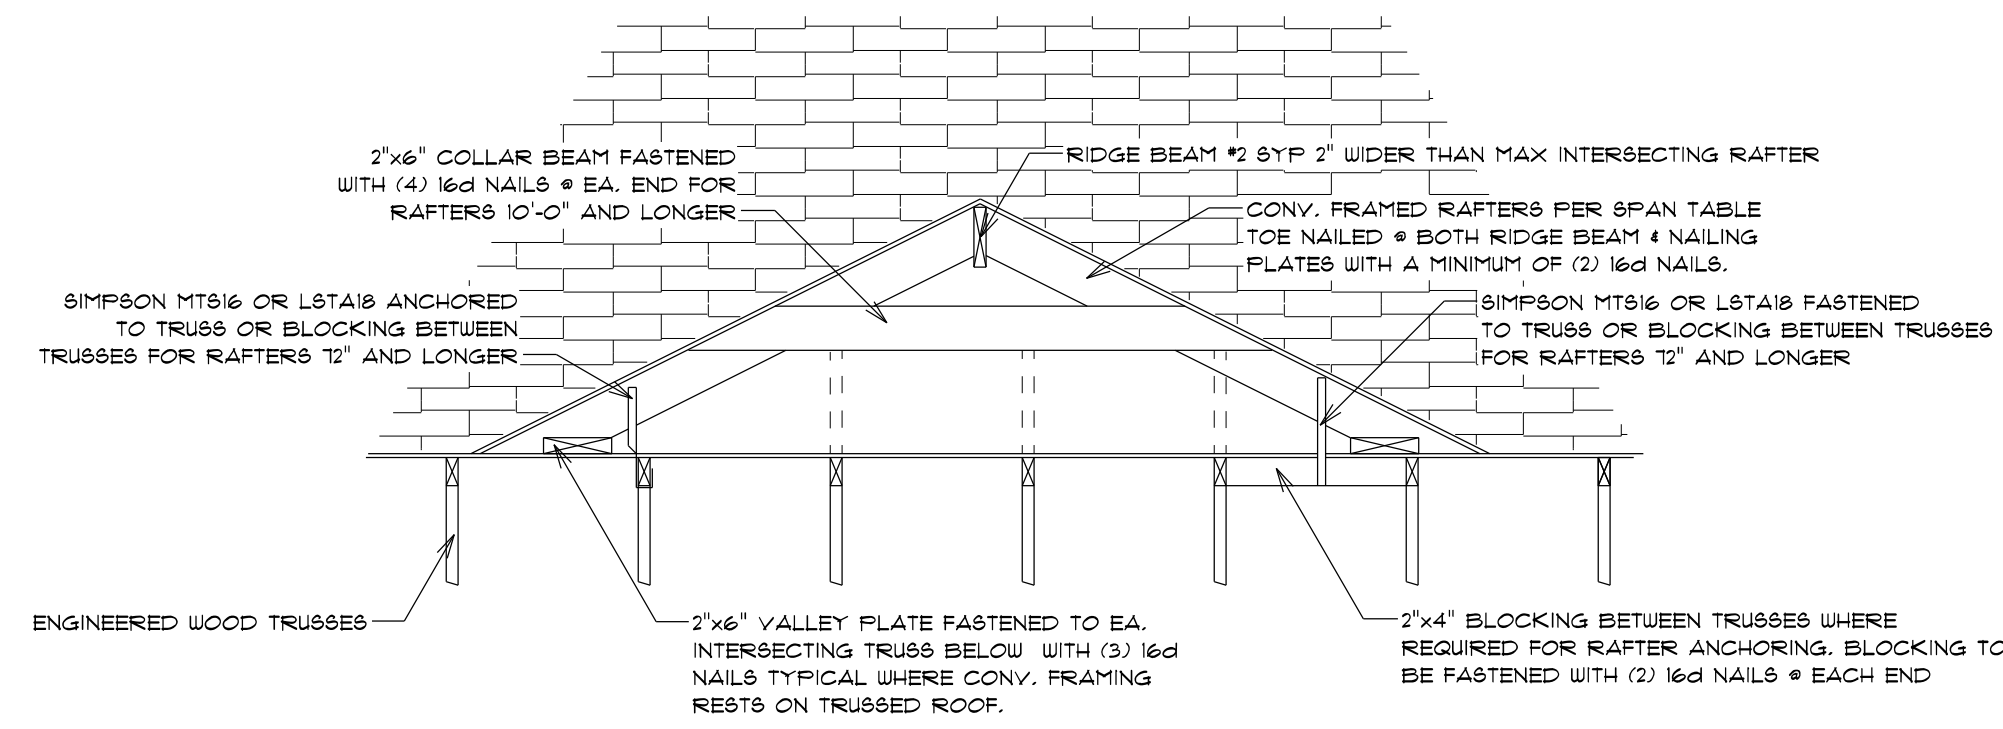 2"x6" COLLAR BEAM FASTENED
WITH (4) 16d NAILS @ EA. END FOR
RAFTERS 10'-0" AND LONGER
RIDGE BEAM #2 SYP 2" WIDER THAN MAX INTERSECTING RAFTER
CONV. FRAMED RAFTERS PER SPAN TABLE
TOE NAILED @ BOTH RIDGE BEAM & NAILING
PLATES WITH A MINIMUM OF (2) 16d NAILS.
SIMPSON MTS16 OR LSTA18 ANCHORED
TO TRUSS OR BLOCKING BETWEEN
TRUSSES FOR RAFTERS 72" AND LONGER
SIMPSON MTS16 OR LSTA18 FASTENED
TO TRUSS OR BLOCKING BETWEEN TRUSSES
FOR RAFTERS 72" AND LONGER
ENGINEERED WOOD TRUSSES
2"x6" VALLEY PLATE FASTENED TO EA.
INTERSECTING TRUSS BELOW WITH (3) 16d
NAILS TYPICAL WHERE CONV. FRAMING
RESTS ON TRUSSED ROOF.
2"x4" BLOCKING BETWEEN TRUSSES WHERE
REQUIRED FOR RAFTER ANCHORING. BLOCKING TO
BE FASTENED WITH (2) 16d NAILS @ EACH END